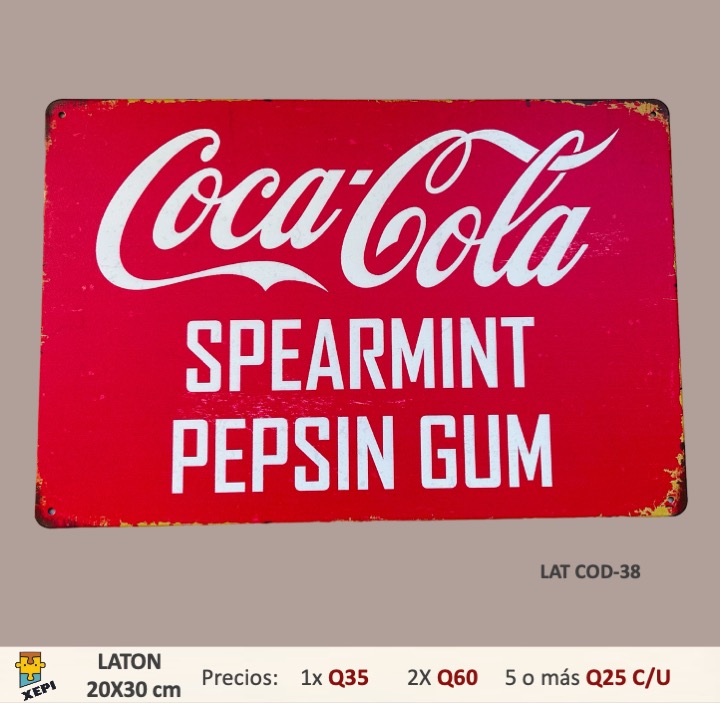 Coca-Cola
SPEARMINT
PEPSIN GUM
LAT COD-38
XEPI
LATON
20X30 cm
Precios: 1x Q35 2X Q60 5 o más Q25 C/U